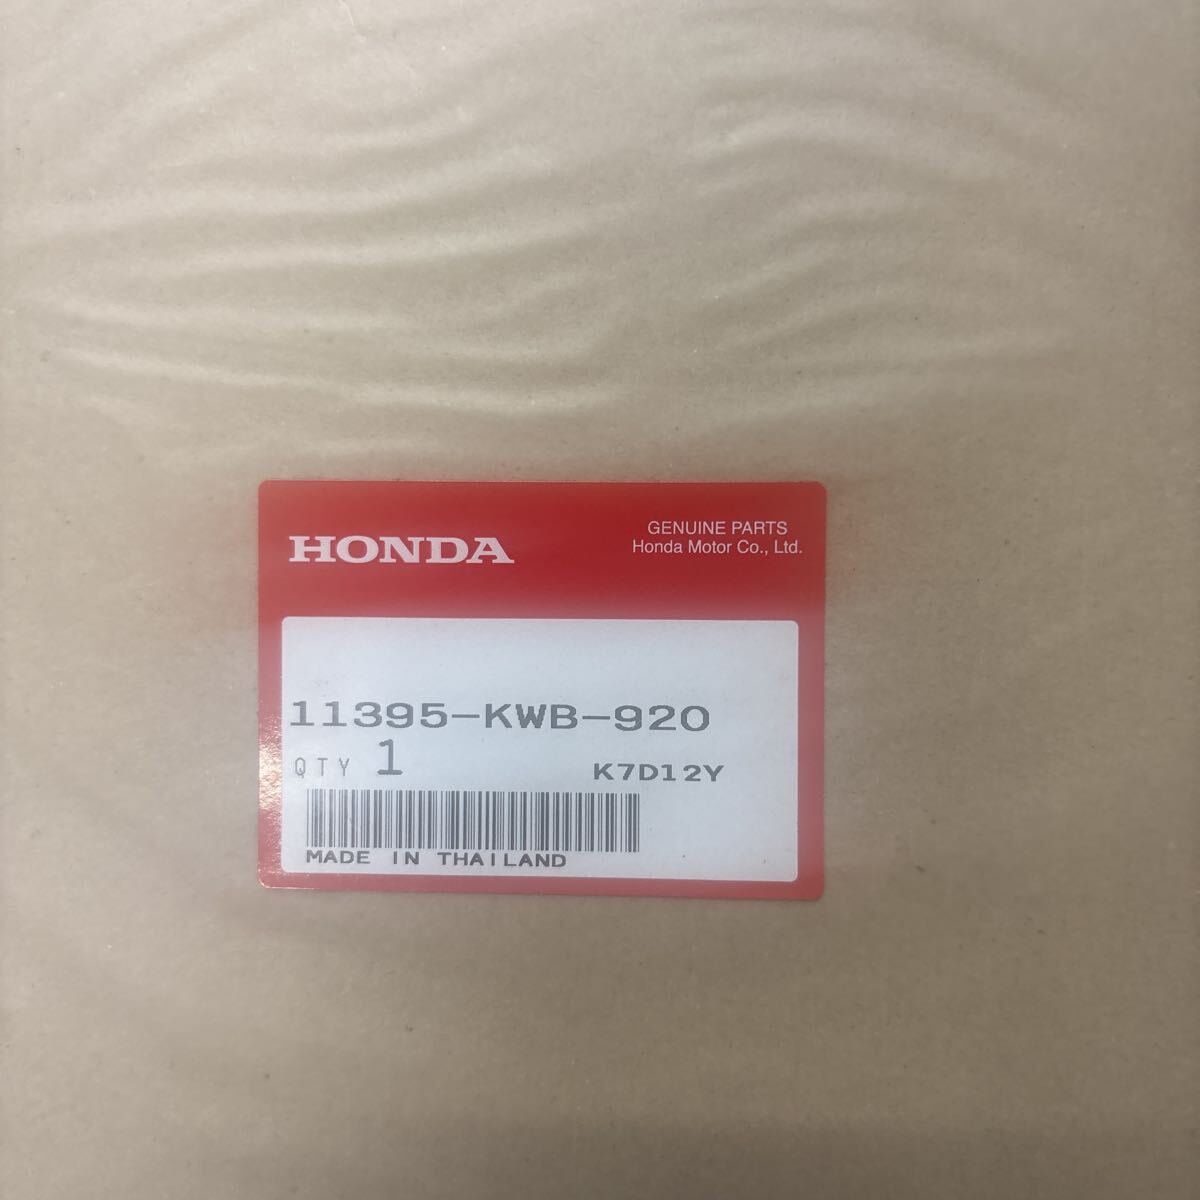 HONDA
GENUINE PARTS
Honda Motor Co., Ltd.
11395-KWB-920
QTY 1 K7D12Y
MADE IN THAILAND